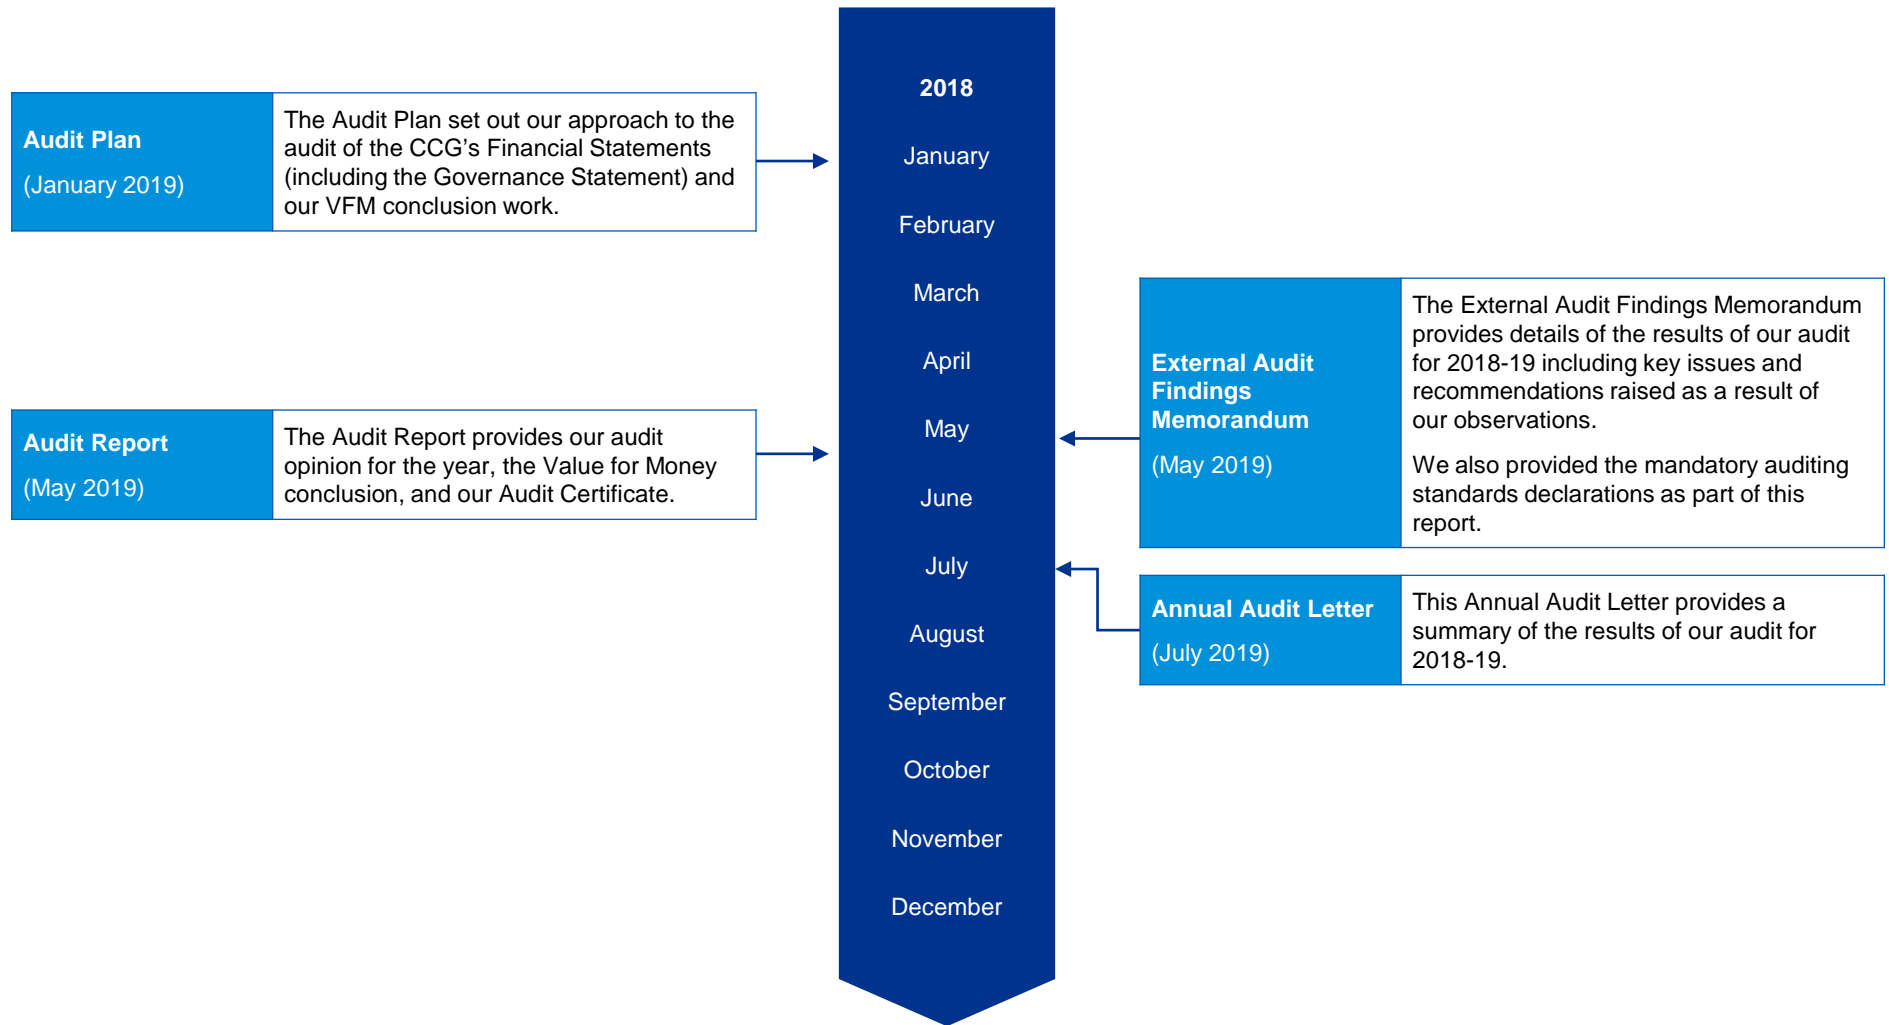 Audit Plan
(January 2019)
The Audit Plan set out our approach to the
audit of the CCG’s Financial Statements
(including the Governance Statement) and
our VFM conclusion work.
Audit Report
(May 2019)
The Audit Report provides our audit
opinion for the year, the Value for Money
conclusion, and our Audit Certificate.
2018
January
February
March
April
May
June
July
August
September
October
November
December
External Audit
Findings
Memorandum
(May 2019)
The External Audit Findings Memorandum
provides details of the results of our audit
for 2018-19 including key issues and
recommendations raised as a result of
our observations.
We also provided the mandatory auditing
standards declarations as part of this
report.
Annual Audit Letter
(July 2019)
This Annual Audit Letter provides a
summary of the results of our audit for
2018-19.